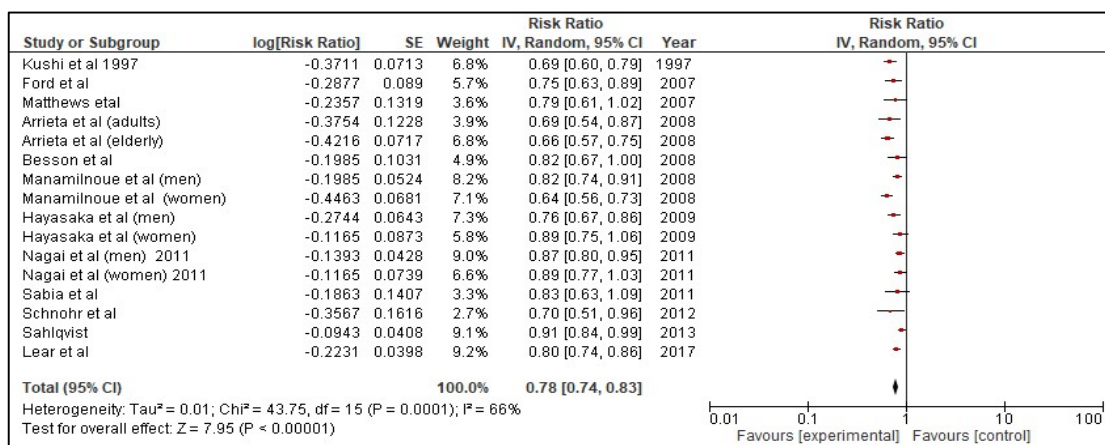 Risk Ratio Risk Ratio
Study or Subgroup log[Risk Ratio] SE Weight IV, Random, 95% CI Year IV, Random, 95% CI
Kushi et al 1997 -0.3711 0.0713 6.8% 0.69 [0.60, 0.79] 1997
Ford et al -0.2877 0.089 5.7% 0.75 [0.63, 0.89] 2007
Matthews etal -0.2357 0.1319 3.6% 0.79 [0.61, 1.02] 2007
Arrieta et al (adults) -0.3754 0.1228 3.9% 0.69 [0.54, 0.87] 2008
Arrieta et al (elderly) -0.4216 0.0717 6.8% 0.66 [0.57, 0.75] 2008
Besson et al -0.1985 0.1031 4.9% 0.82 [0.67, 1.00] 2008
Manamilnoue et al (men) -0.1985 0.0524 8.2% 0.82 [0.74, 0.91] 2008
Manamilnoue et al (women) -0.4463 0.0681 7.1% 0.64 [0.56, 0.73] 2008
Hayasaka et al (men) -0.2744 0.0643 7.3% 0.76 [0.67, 0.86] 2009
Hayasaka et al (women) -0.1165 0.0873 5.8% 0.89 [0.75, 1.06] 2009
Nagai et al (men) 2011 -0.1393 0.0428 9.0% 0.87 [0.80, 0.95] 2011
Nagai et al (women) 2011 -0.1165 0.0739 6.6% 0.89 [0.77, 1.03] 2011
Sabia et al -0.1863 0.1407 3.3% 0.83 [0.63, 1.09] 2011
Schnohr et al -0.3567 0.1616 2.7% 0.70 [0.51, 0.96] 2012
Sahlqvist -0.0943 0.0408 9.1% 0.91 [0.84, 0.99] 2013
Lear et al -0.2231 0.0398 9.2% 0.80 [0.74, 0.86] 2017
Total (95% CI) 100.0% 0.78 [0.74, 0.83]
Heterogeneity: Tau² = 0.01; Chi² = 43.75, df = 15 (P = 0.0001); I² = 66%
Test for overall effect: Z = 7.95 (P < 0.00001)
0.01 0.1 1 10 100
Favours [experimental] Favours [control]